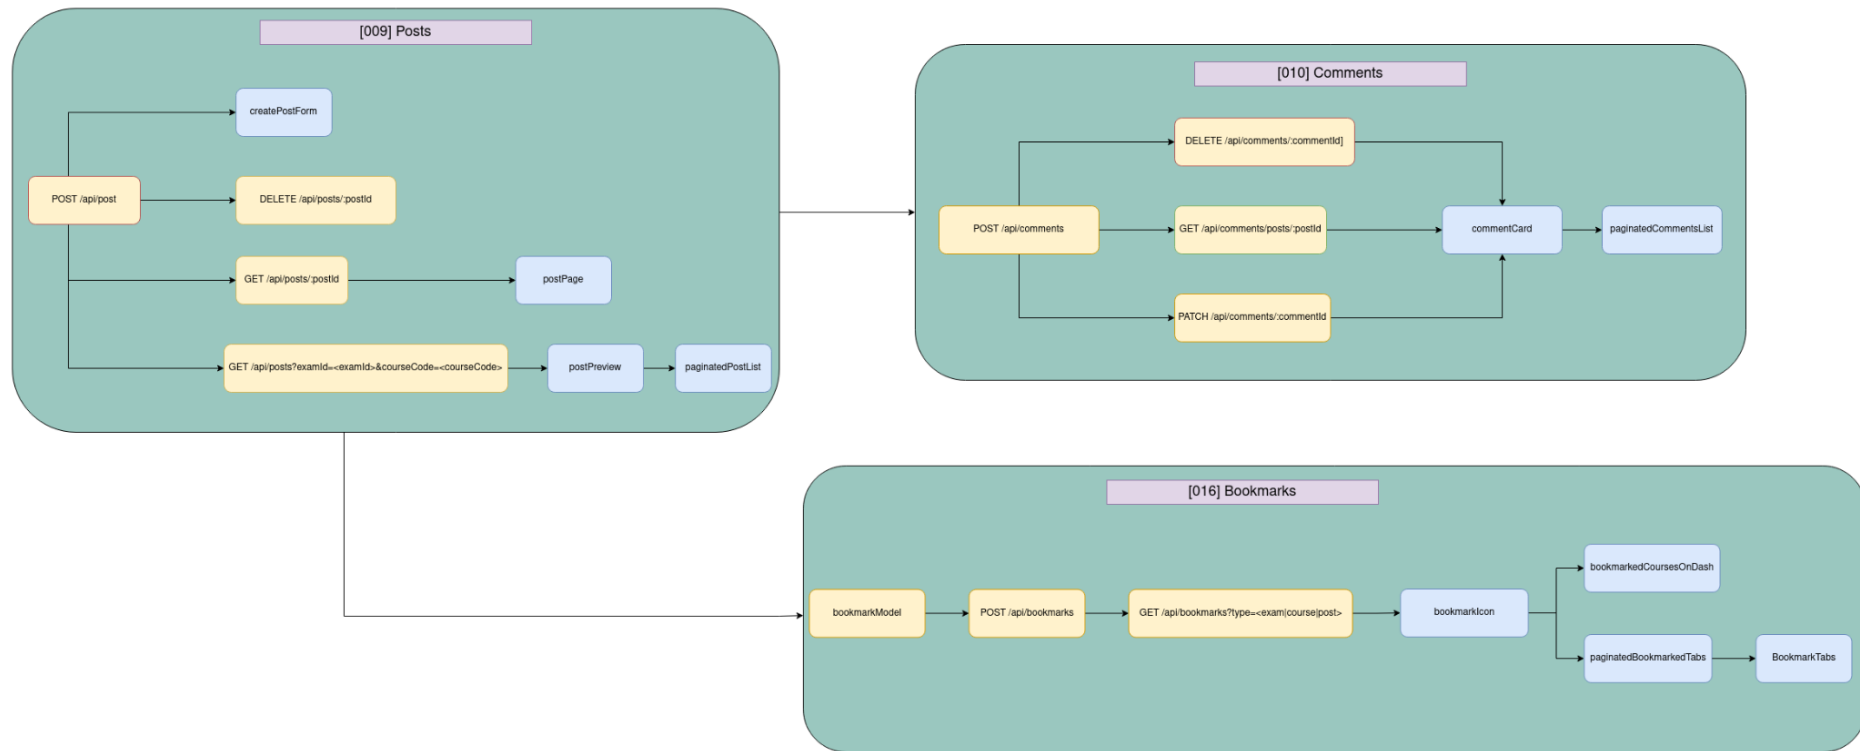 [009] Posts
createPostForm
POST /api/post
DELETE /api/posts/:postId
GET /api/posts/:postId
postPage
GET /api/posts?examId=<examId>&courseCode=<courseCode>
postPreview
paginatedPostList
[010] Comments
DELETE /api/comments/:commentId]
POST /api/comments
GET /api/comments/posts/:postId
commentCard
paginatedCommentsList
PATCH /api/comments/:commentId
[016] Bookmarks
bookmarkModel
POST /api/bookmarks
GET /api/bookmarks?type=<exam|course|post>
bookmarkIcon
bookmarkedCoursesOnDash
paginatedBookmarkedTabs
BookmarkTabs